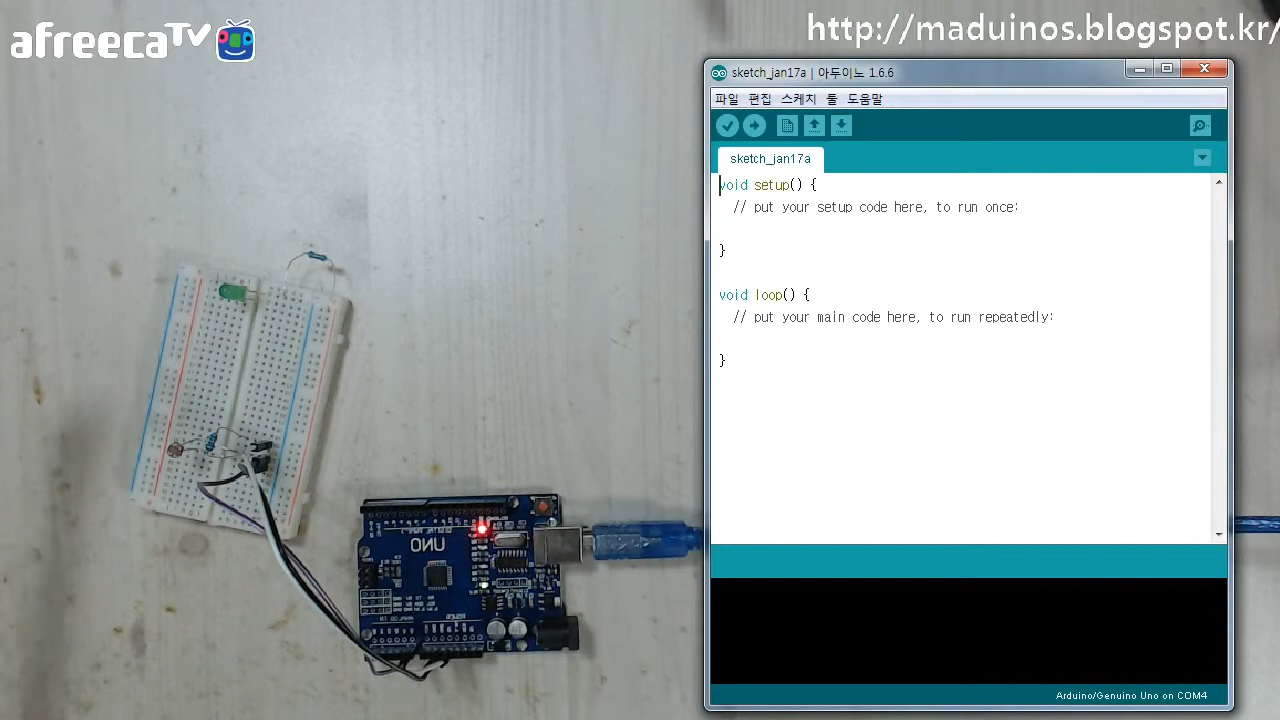 afreecaTV
http://maduinos.blogspot.kr/
sketch_jan17a | 아두이노 1.6.6
파일 편집 스케치 툴 도움말
sketch_jan17a
void setup() {
// put your setup code here, to run once:
}
void loop() {
// put your main code here, to run repeatedly:
}
UNO
Arduino/Genuino Uno on COM4